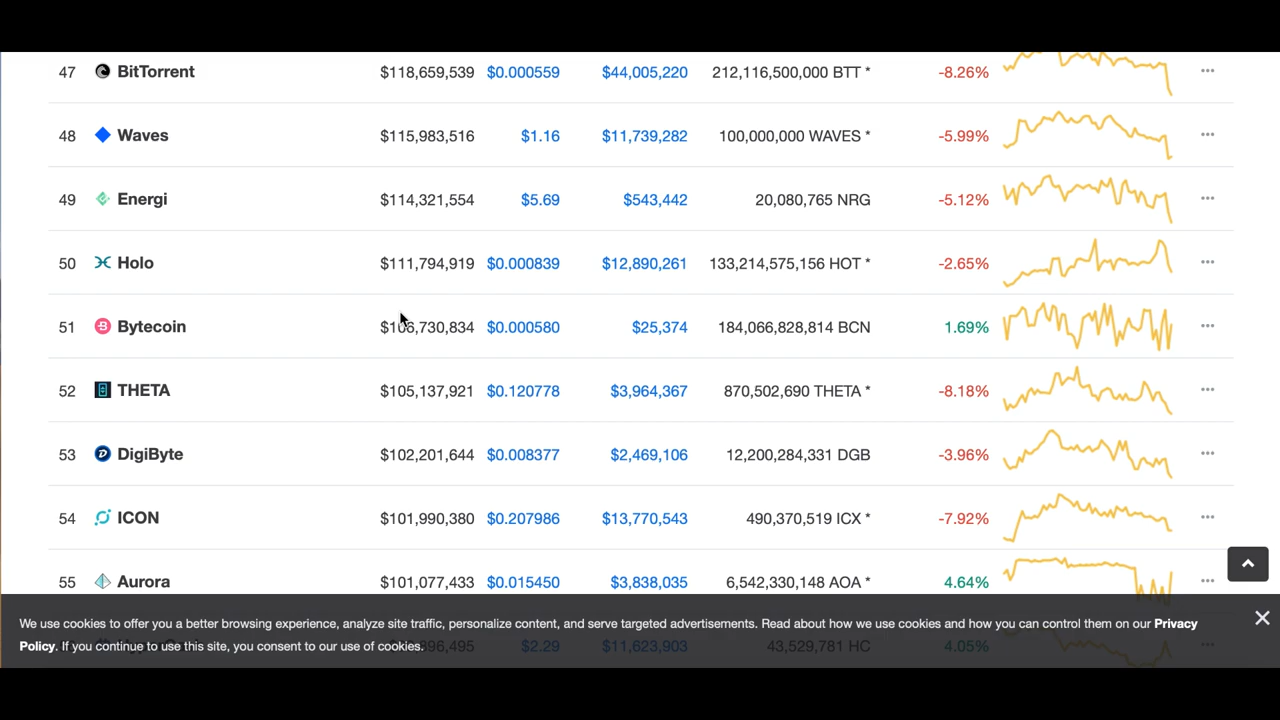 47 BitTorrent $118,659,539 $0.000559 $44,005,220 212,116,500,000 BTT * -8.26%
48 Waves $115,983,516 $1.16 $11,739,282 100,000,000 WAVES * -5.99%
49 Energi $114,321,554 $5.69 $543,442 20,080,765 NRG -5.12%
50 Holo $111,794,919 $0.000839 $12,890,261 133,214,575,156 HOT * -2.65%
51 Bytecoin $106,730,834 $0.000580 $25,374 184,066,828,814 BCN 1.69%
52 THETA $105,137,921 $0.120778 $3,964,367 870,502,690 THETA * -8.18%
53 DigiByte $102,201,644 $0.008377 $2,469,106 12,200,284,331 DGB -3.96%
54 ICON $101,990,380 $0.207986 $13,770,543 490,370,519 ICX * -7.92%
55 Aurora $101,077,433 $0.015450 $3,838,035 6,542,330,148 AOA * 4.64%
We use cookies to offer you a better browsing experience, analyze site traffic, personalize content, and serve targeted advertisements. Read about how we use cookies and how you can control them on our Privacy
Policy. If you continue to use this site, you consent to our use of cookies.
$2.29 $11,623,903 43,529,781 HC 4.05%